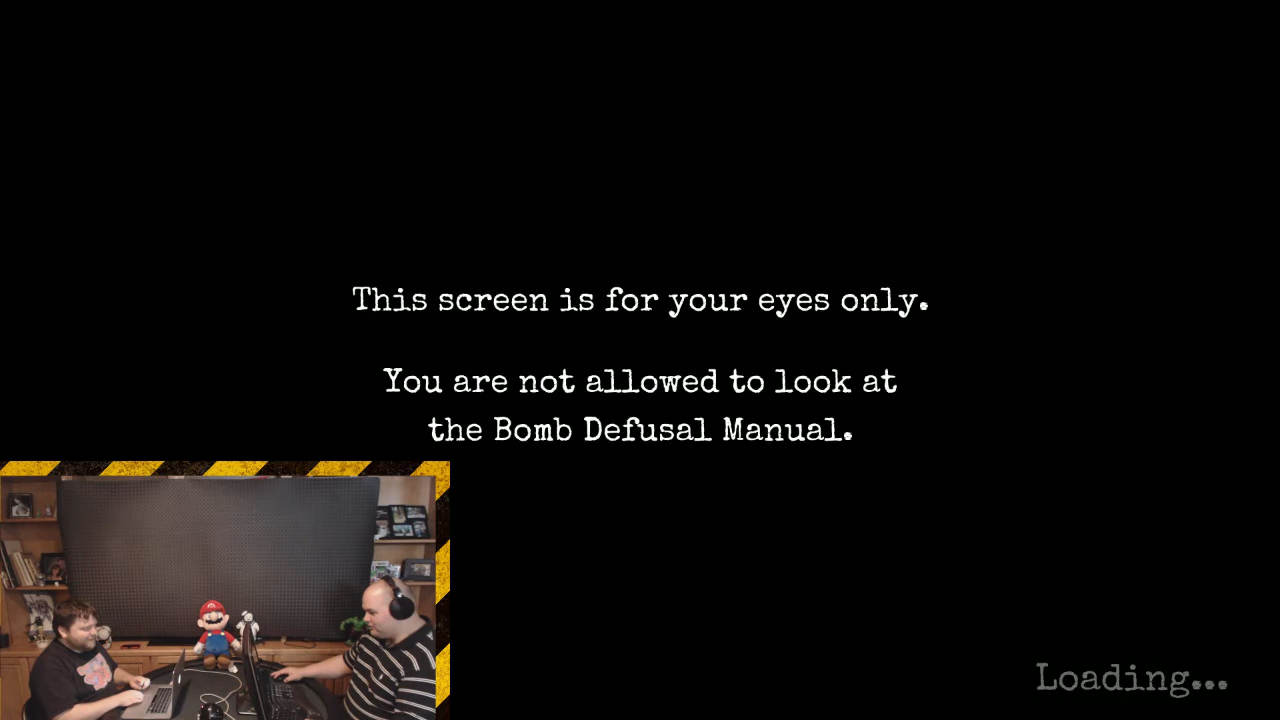 This screen is for your eyes only.
You are not allowed to look at
the Bomb Defusal Manual.
Loading...